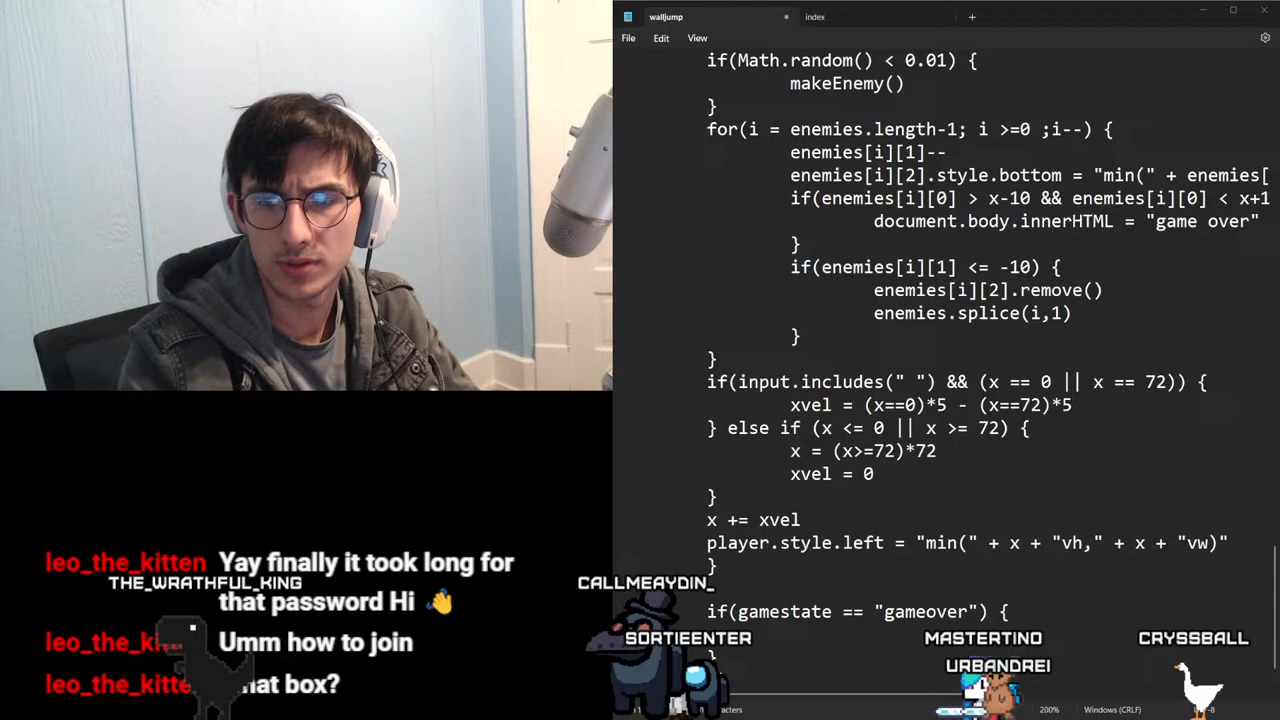 walljump
index
File Edit View
if(Math.random() < 0.01) {
makeEnemy()
}
for(i = enemies.length-1; i >=0 ;i--) {
enemies[i][1]--
enemies[i][2].style.bottom = "min(" + enemies[
if(enemies[i][0] > x-10 && enemies[i][0] < x+1
document.body.innerHTML = "game over"
}
if(enemies[i][1] <= -10) {
enemies[i][2].remove()
enemies.splice(i,1)
}
}
if(input.includes(" ") && (x == 0 || x == 72)) {
xvel = (x==0)*5 - (x==72)*5
} else if (x <= 0 || x >= 72) {
x = (x>=72)*72
xvel = 0
}
x += xvel
player.style.left = "min(" + x + "vh," + x + "vw)"
}
if(gamestate == "gameover") {
}
leo_the_kitten Yay finally it took long for
that password Hi 👋
leo_the_kitten Umm how to join
hat box?
THE_WRATHFUL_KING
CALLMEAYDIN_
SORTIEENTER
MASTERTINO
URBANDREI
CRYSSBALL
200%
Windows (CRLF)